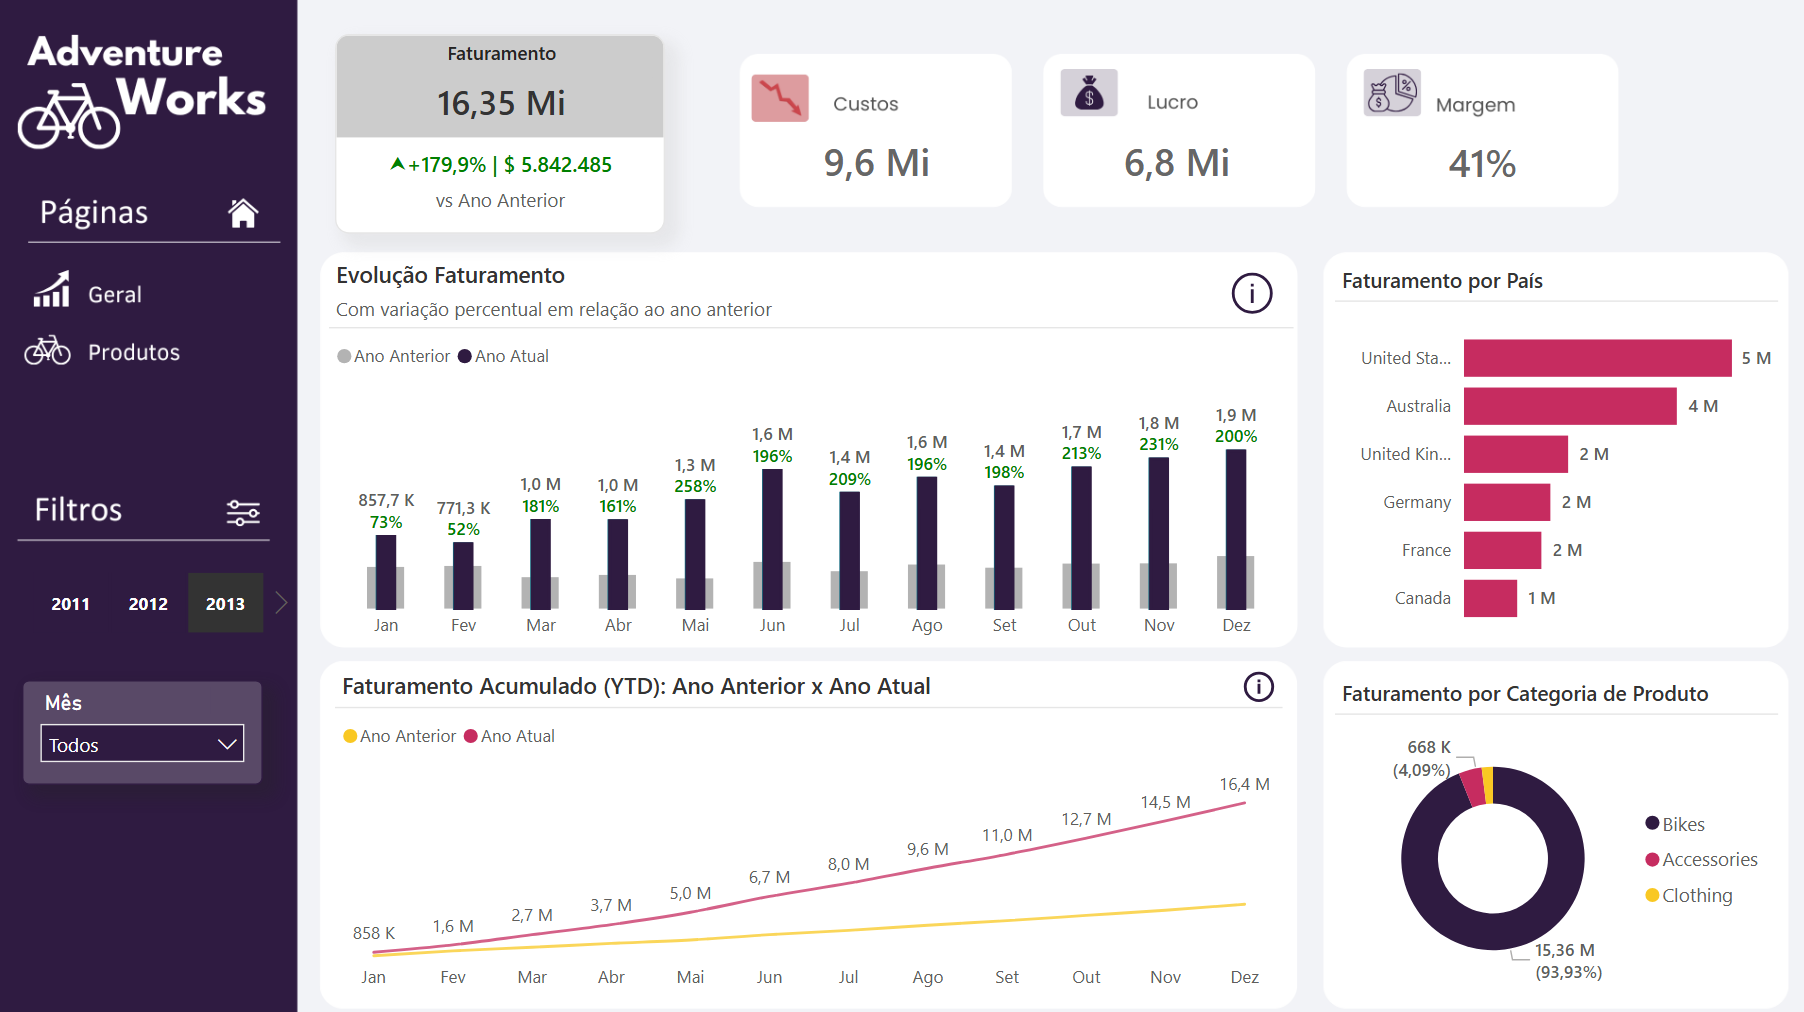 Adventure
Works
Páginas
Geral
Produtos
Filtros
2011 2012 2013
Mês
Todos
Faturamento
16,35 Mi
+179,9% | $ 5.842.485
vs Ano Anterior
Custos
9,6 Mi
Lucro
6,8 Mi
Margem
41%
Evolução Faturamento
Com variação percentual em relação ao ano anterior
Ano Anterior Ano Atual
857,7 K
73%
771,3 K
52%
1,0 M
181%
1,0 M
161%
1,3 M
258%
1,6 M
196%
1,4 M
209%
1,6 M
196%
1,4 M
198%
1,7 M
213%
1,8 M
231%
1,9 M
200%
Jan Fev Mar Abr Mai Jun Jul Ago Set Out Nov Dez
Faturamento por País
United Sta... 5 M
Australia 4 M
United Kin... 2 M
Germany 2 M
France 2 M
Canada 1 M
Faturamento Acumulado (YTD): Ano Anterior x Ano Atual
Ano Anterior Ano Atual
858 K 1,6 M 2,7 M 3,7 M 5,0 M 6,7 M 8,0 M 9,6 M 11,0 M 12,7 M 14,5 M 16,4 M
Jan Fev Mar Abr Mai Jun Jul Ago Set Out Nov Dez
Faturamento por Categoria de Produto
668 K
(4,09%)
Bikes
Accessories
Clothing
15,36 M
(93,93%)